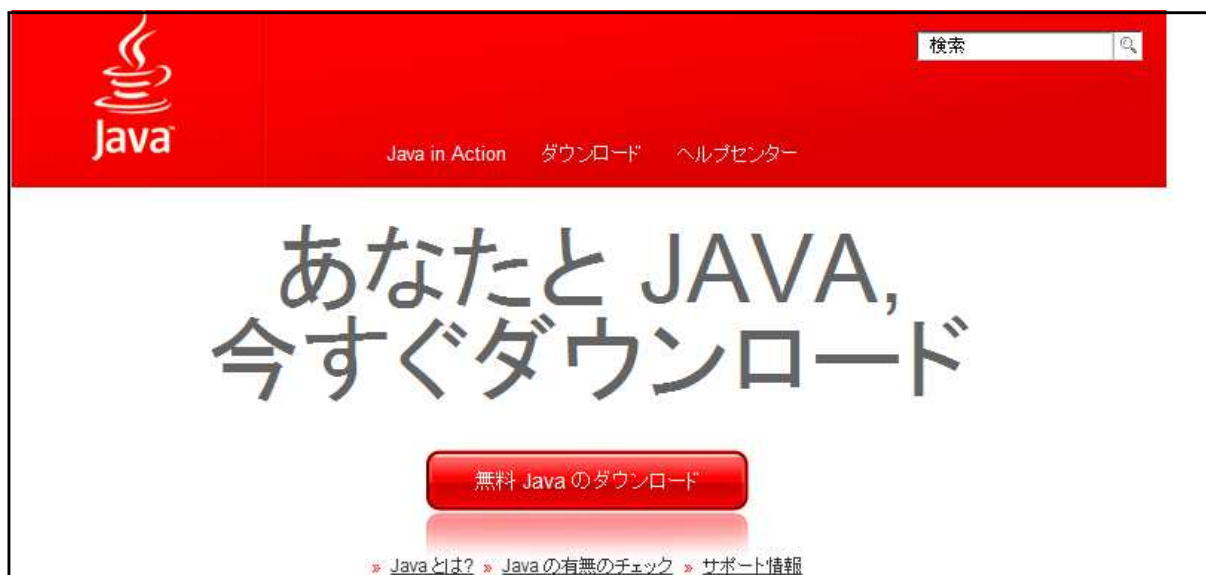 検索
Java
Java in Action ダウンロード ヘルプセンター
あなたと JAVA,
今すぐダウンロード
無料 Java のダウンロード
» Java とは? » Java の有無のチェック » サポート情報